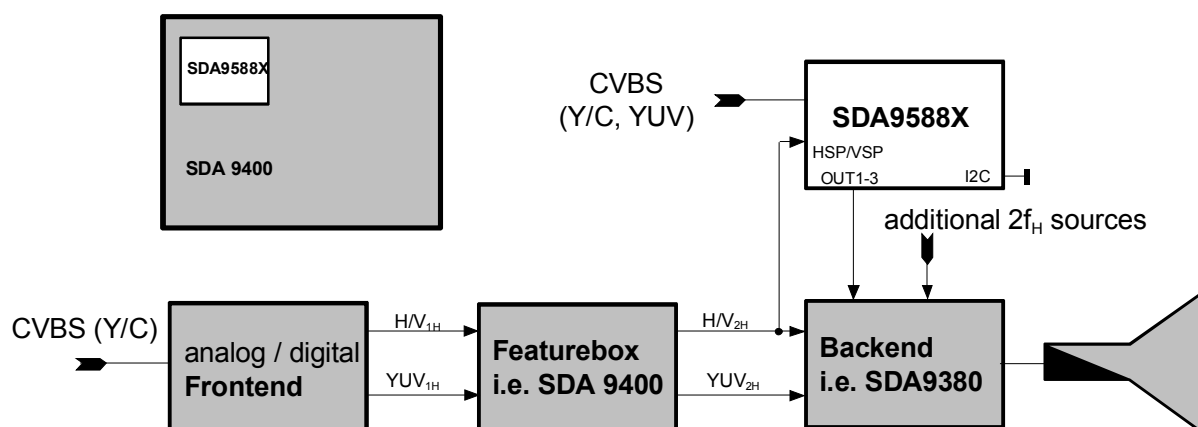 SDA9588X
SDA 9400
CVBS
(Y/C, YUV)
SDA9588X
HSP/VSP
OUT1-3
I2C
additional 2fH sources
CVBS (Y/C)
analog / digital
Frontend
H/V1H
YUV1H
Featurebox
i.e. SDA 9400
H/V2H
YUV2H
Backend
i.e. SDA9380